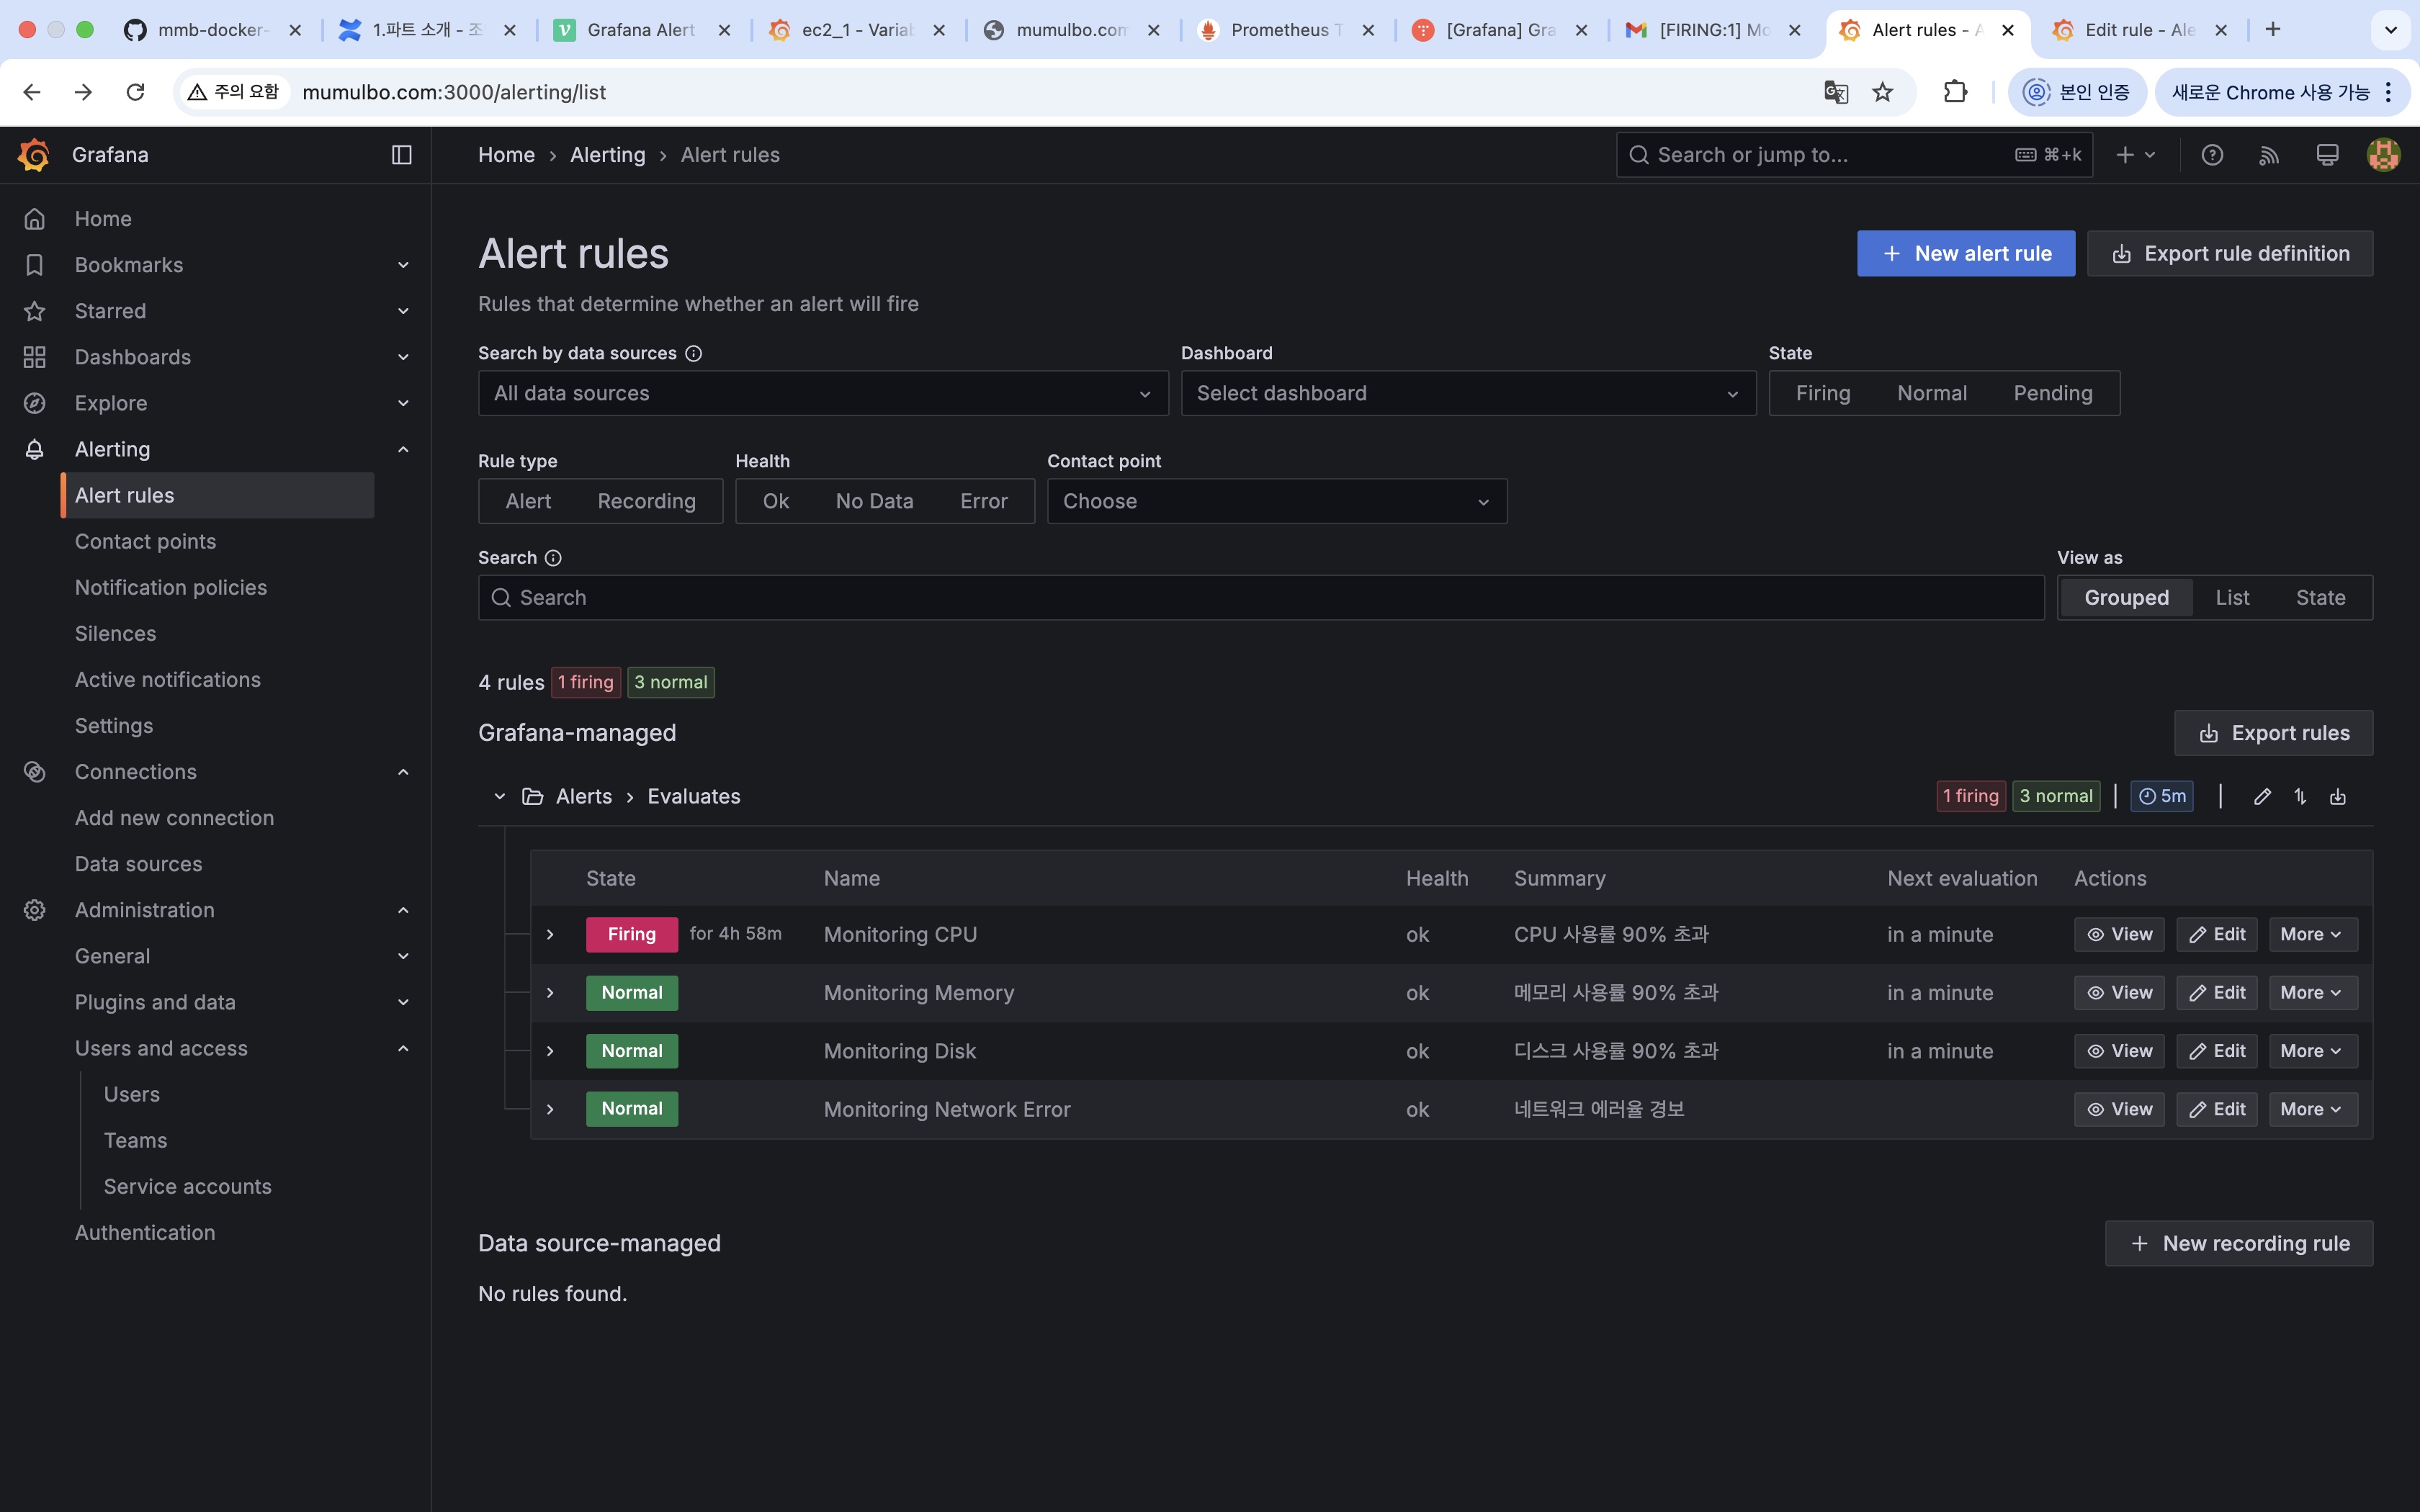 mmb-docker-
1.파트 소개 - 조
Grafana Alert
ec2_1 - Variab
mumulbo.com
Prometheus T
[Grafana] Gra
[FIRING:1] Mo
Alert rules - A
Edit rule - Ale
주의 요함
mumulbo.com:3000/alerting/list
본인 인증
새로운 Chrome 사용 가능
Grafana
Home › Alerting › Alert rules
Search or jump to...
⌘+k
Home
Bookmarks
Starred
Dashboards
Explore
Alerting
Alert rules
Contact points
Notification policies
Silences
Active notifications
Settings
Connections
Add new connection
Data sources
Administration
General
Plugins and data
Users and access
Users
Teams
Service accounts
Authentication
Alert rules
New alert rule
Export rule definition
Rules that determine whether an alert will fire
Search by data sources
Dashboard
State
All data sources
Select dashboard
Firing Normal Pending
Rule type
Health
Contact point
Alert Recording
Ok No Data Error
Choose
Search
View as
Search
Grouped List State
4 rules 1 firing 3 normal
Grafana-managed
Export rules
Alerts › Evaluates
1 firing 3 normal | 5m |
State Name Health Summary Next evaluation Actions
Firing for 4h 58m Monitoring CPU ok CPU 사용률 90% 초과 in a minute View Edit More
Normal Monitoring Memory ok 메모리 사용률 90% 초과 in a minute View Edit More
Normal Monitoring Disk ok 디스크 사용률 90% 초과 in a minute View Edit More
Normal Monitoring Network Error ok 네트워크 에러율 경보 View Edit More
Data source-managed
New recording rule
No rules found.